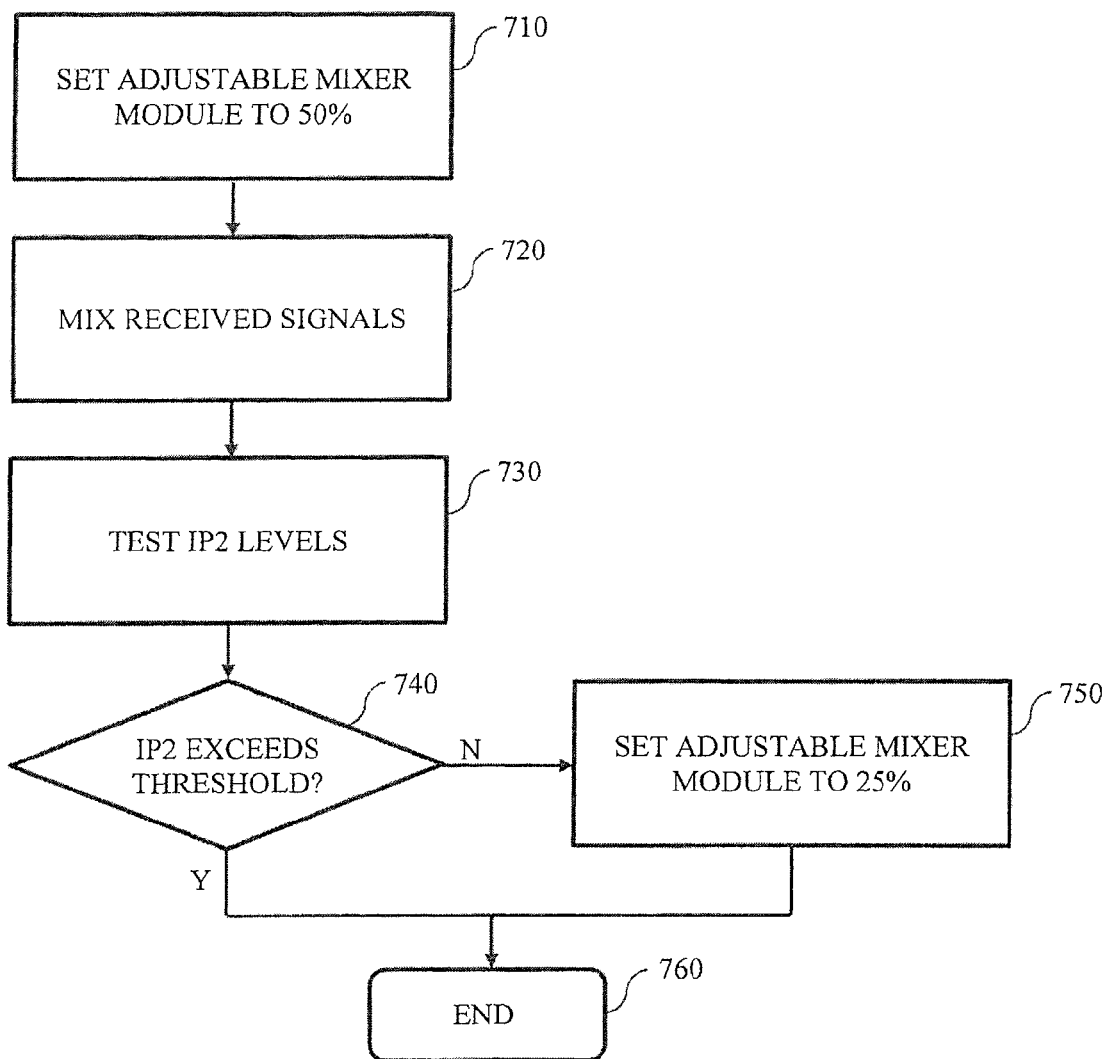 710
SET ADJUSTABLE MIXER
MODULE TO 50%
720
MIX RECEIVED SIGNALS
730
TEST IP2 LEVELS
740
IP2 EXCEEDS
THRESHOLD?
N
Y
750
SET ADJUSTABLE MIXER
MODULE TO 25%
760
END